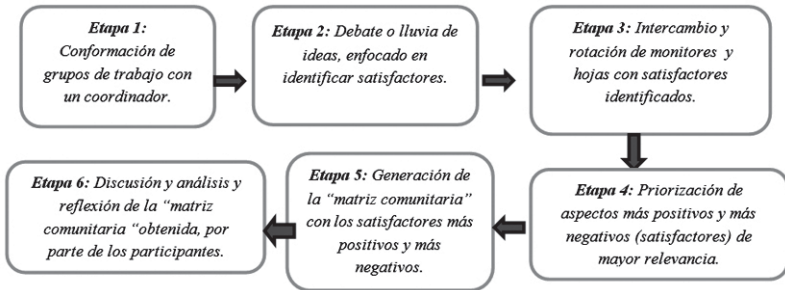 Etapa 1:
Conformación de
grupos de trabajo con
un coordinador.
Etapa 2: Debate o lluvia de
ideas, enfocado en
identificar satisfactores.
Etapa 3: Intercambio y
rotación de monitores y
hojas con satisfactores
identificados.
Etapa 4: Priorización de
aspectos más positivos y más
negativos (satisfactores) de
mayor relevancia.
Etapa 5: Generación de
la “matriz comunitaria”
con los satisfactores más
positivos y más
negativos.
Etapa 6: Discusión y análisis y
reflexión de la “matriz
comunitaria “obtenida, por
parte de los participantes.